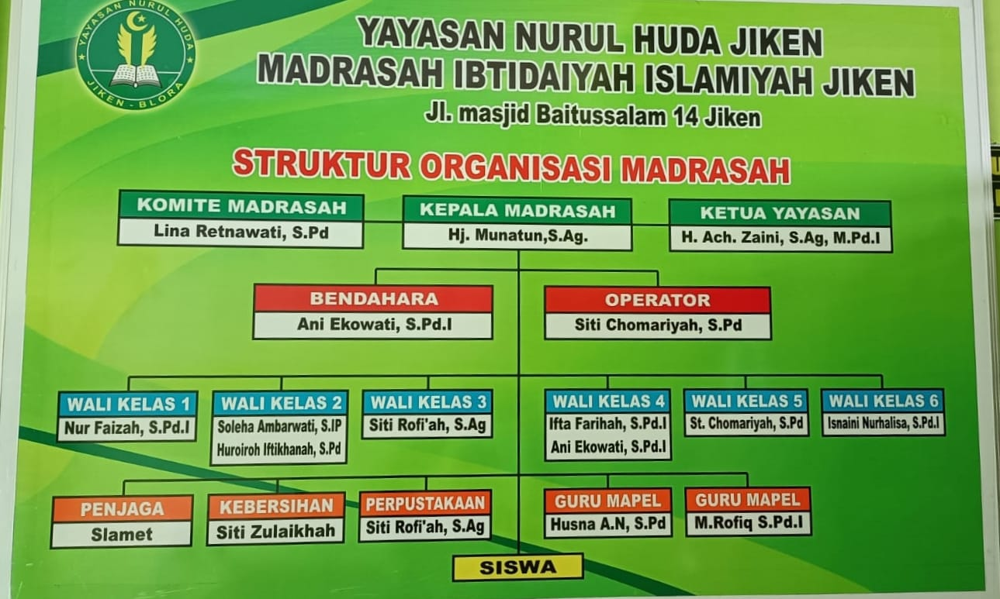 YAYASAN NURUL HUDA
JIKEN - BLORA
YAYASAN NURUL HUDA JIKEN
MADRASAH IBTIDAIYAH ISLAMIYAH JIKEN
Jl. masjid Baitussalam 14 Jiken
STRUKTUR ORGANISASI MADRASAH
KOMITE MADRASAH
Lina Retnawati, S.Pd
KEPALA MADRASAH
Hj. Munatun,S.Ag.
KETUA YAYASAN
H. Ach. Zaini, S.Ag, M.Pd.I
BENDAHARA
Ani Ekowati, S.Pd.I
OPERATOR
Siti Chomariyah, S.Pd
WALI KELAS 1
Nur Faizah, S.Pd.I
WALI KELAS 2
Soleha Ambarwati, S.IP
Huroiroh Iftikhanah, S.Pd
WALI KELAS 3
Siti Rofi'ah, S.Ag
WALI KELAS 4
Ifta Farihah, S.Pd.I
Ani Ekowati, S.Pd.I
WALI KELAS 5
St. Chomariyah, S.Pd
WALI KELAS 6
Isnaini Nurhalisa, S.Pd.I
PENJAGA
Slamet
KEBERSIHAN
Siti Zulaikhah
PERPUSTAKAAN
Siti Rofi'ah, S.Ag
GURU MAPEL
Husna A.N, S.Pd
GURU MAPEL
M.Rofiq S.Pd.I
SISWA